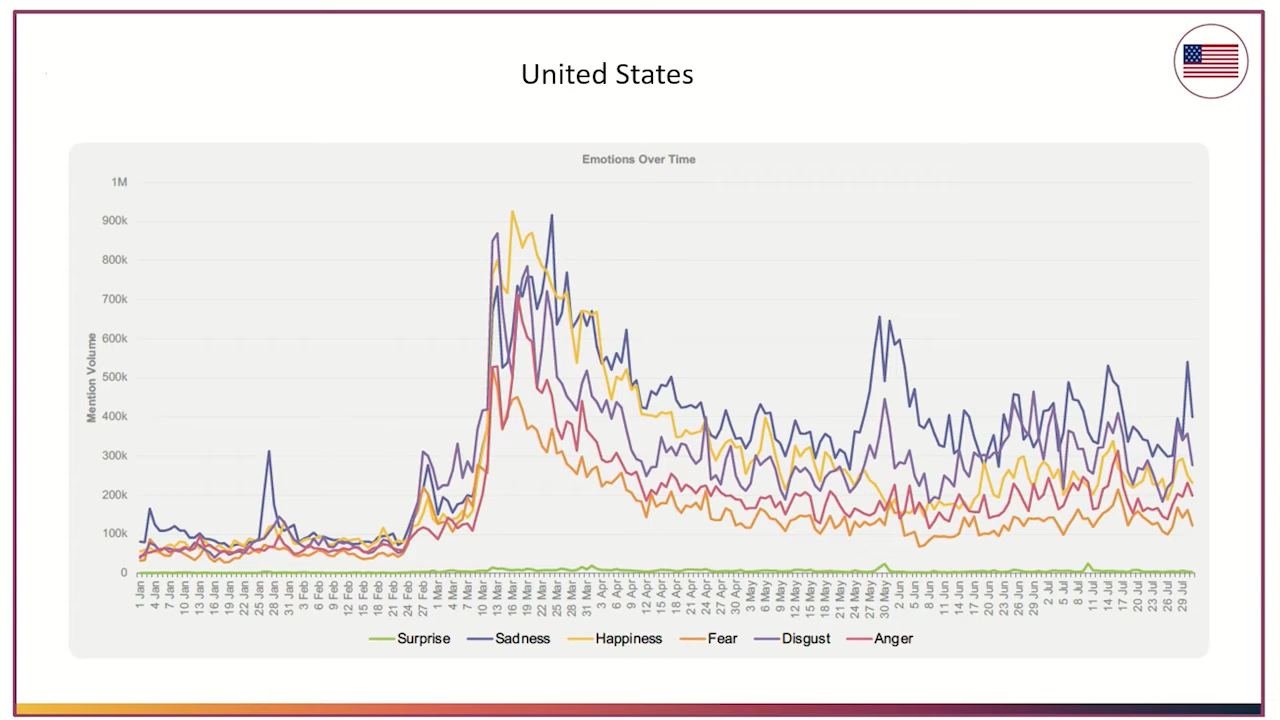 United States
Emotions Over Time
Mention Volume
1M
900k
800k
700k
600k
500k
400k
300k
200k
100k
0
1 Jan 4 Jan 7 Jan 10 Jan 13 Jan 16 Jan 19 Jan 22 Jan 25 Jan 28 Jan 31 Jan 3 Feb 6 Feb 9 Feb 12 Feb 15 Feb 18 Feb 21 Feb 24 Feb 27 Feb 1 Mar 4 Mar 7 Mar 10 Mar 13 Mar 16 Mar 19 Mar 22 Mar 25 Mar 28 Mar 31 Mar 3 Apr 6 Apr 9 Apr 12 Apr 15 Apr 18 Apr 21 Apr 24 Apr 27 Apr 30 Apr 3 May 6 May 9 May 12 May 15 May 18 May 21 May 24 May 27 May 30 May 2 Jun 5 Jun 8 Jun 11 Jun 14 Jun 17 Jun 20 Jun 23 Jun 26 Jun 29 Jun 2 Jul 5 Jul 8 Jul 11 Jul 14 Jul 17 Jul 20 Jul 23 Jul 26 Jul 29 Jul
Surprise Sadness Happiness Fear Disgust Anger